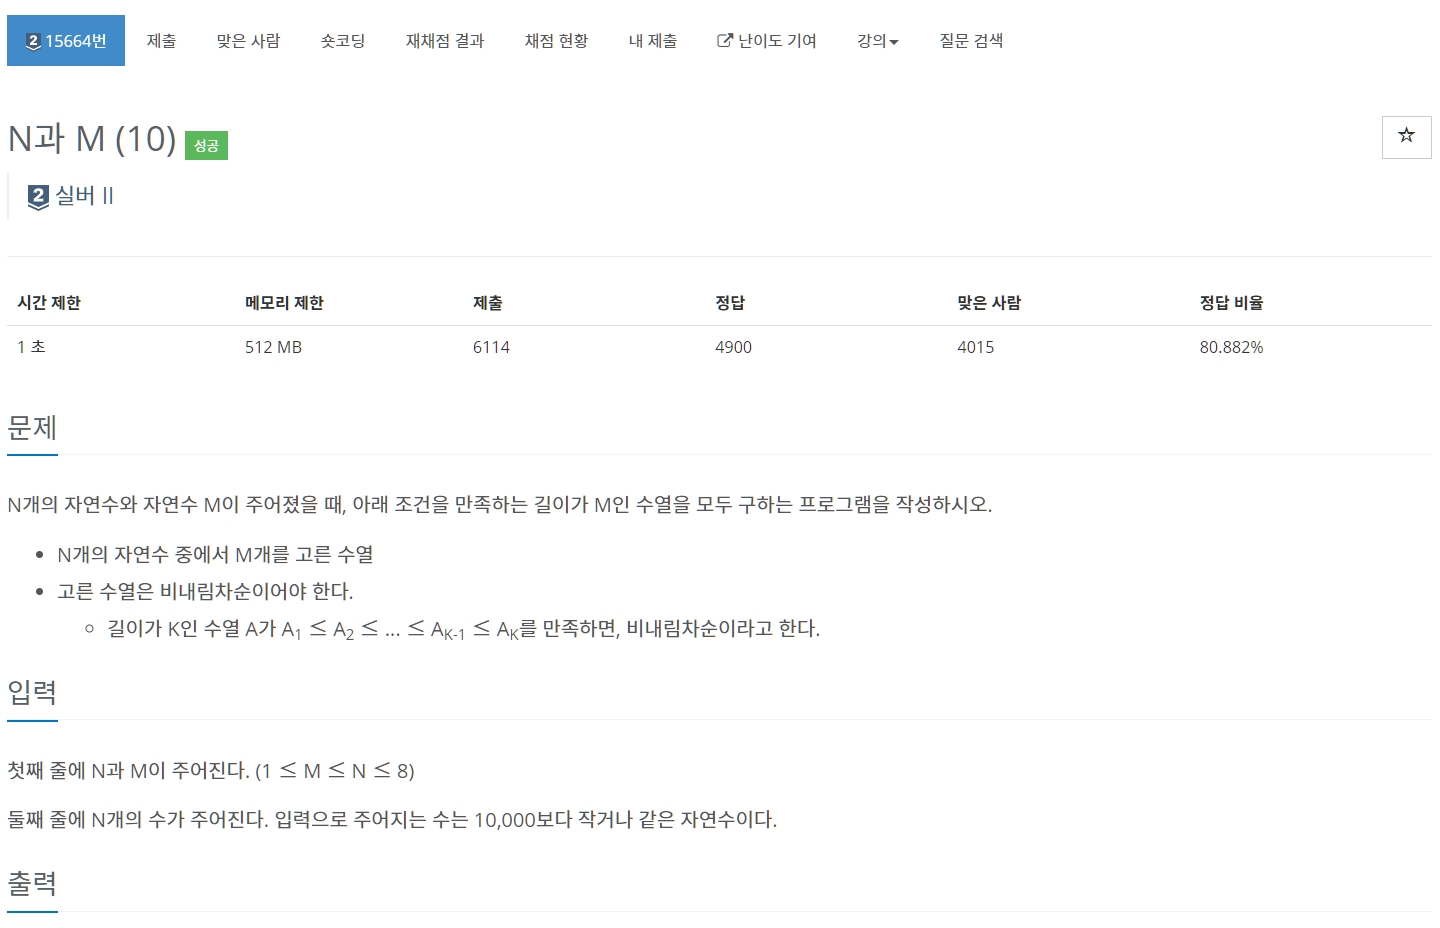 2 15664번 제출 맞은 사람 숏코딩 재채점 결과 채점 현황 내 제출 난이도 기여 강의 질문 검색
N과 M (10) 성공
2 실버 II
시간 제한 메모리 제한 제출 정답 맞은 사람 정답 비율
1 초 512 MB 6114 4900 4015 80.882%
문제
N개의 자연수와 자연수 M이 주어졌을 때, 아래 조건을 만족하는 길이가 M인 수열을 모두 구하는 프로그램을 작성하시오.
• N개의 자연수 중에서 M개를 고른 수열
• 고른 수열은 비내림차순이어야 한다.
◦ 길이가 K인 수열 A가 A1 ≤ A2 ≤ ... ≤ AK-1 ≤ AK를 만족하면, 비내림차순이라고 한다.
입력
첫째 줄에 N과 M이 주어진다. (1 ≤ M ≤ N ≤ 8)
둘째 줄에 N개의 수가 주어진다. 입력으로 주어지는 수는 10,000보다 작거나 같은 자연수이다.
출력